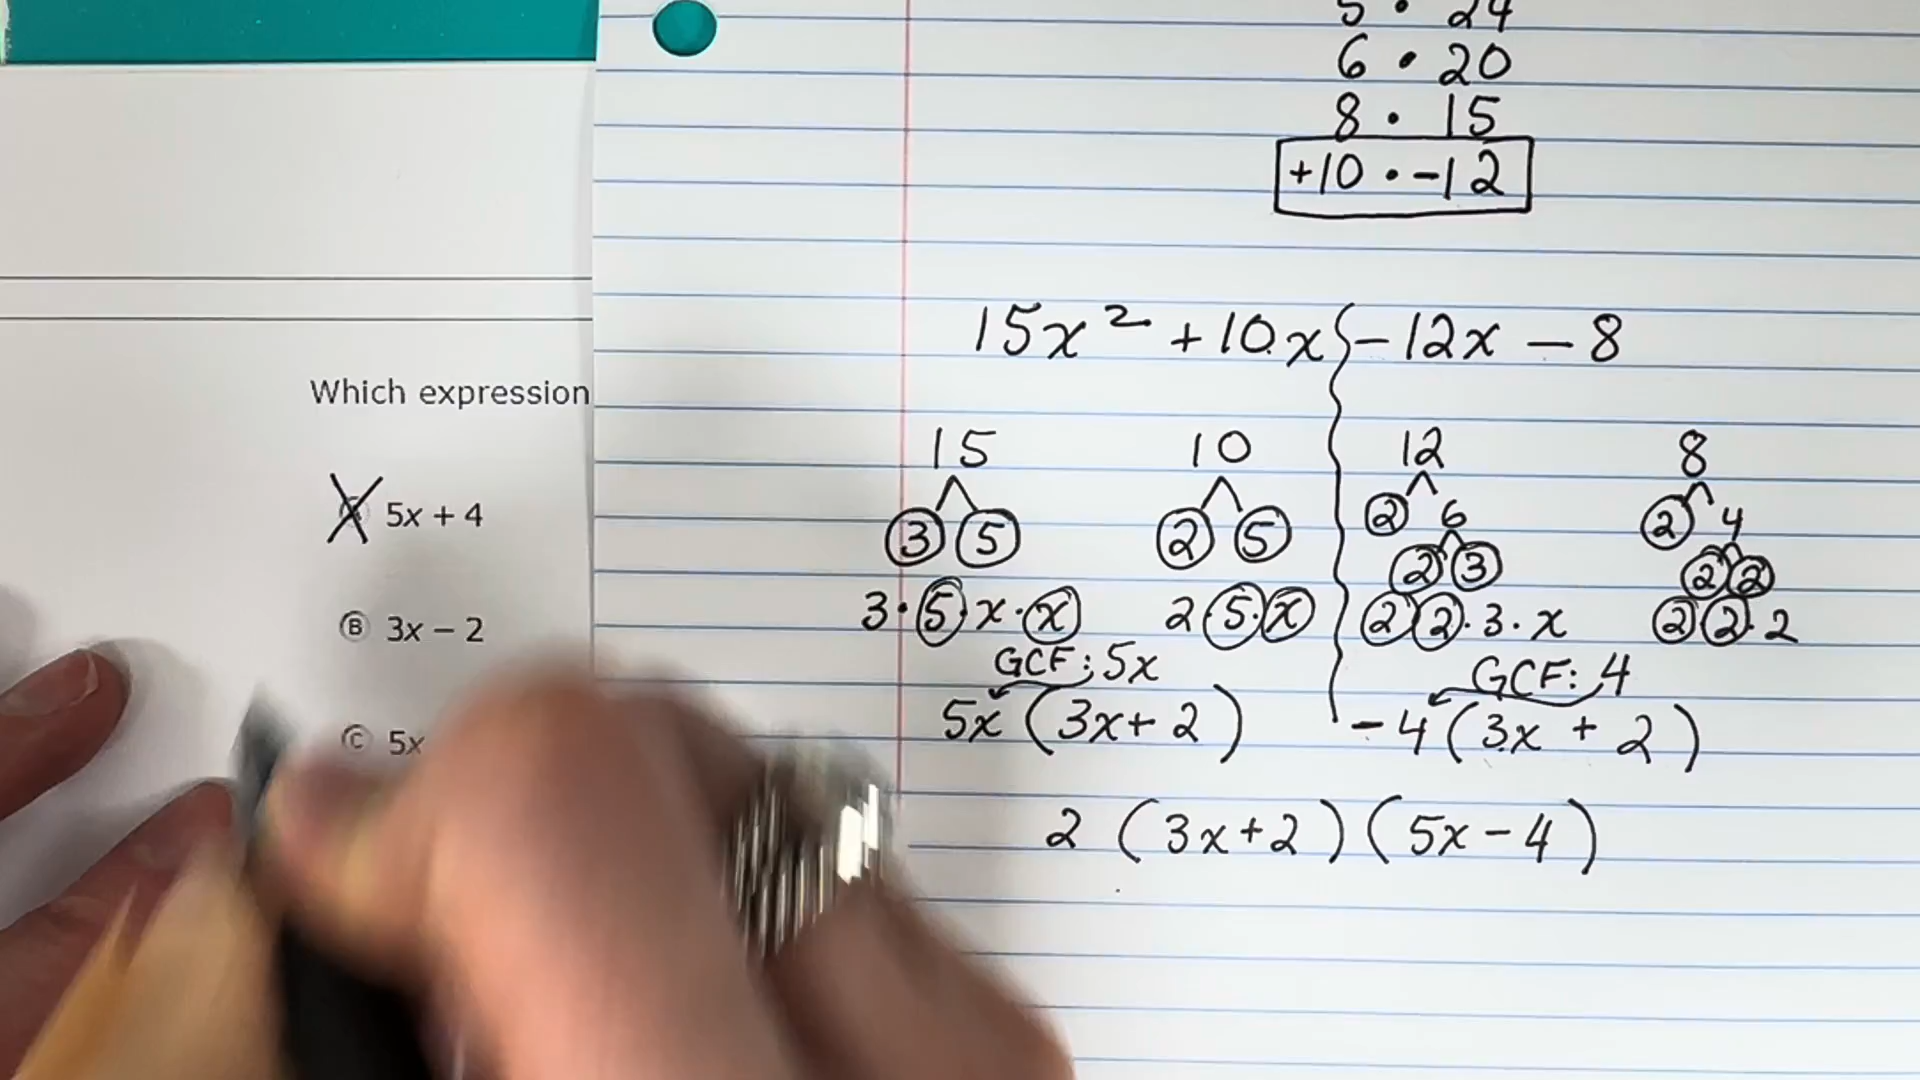 5 · 24
6 · 20
8 · 15
+10 · -12
15x² + 10x - 12x - 8
Which expression
15 10 12 8
5x + 4
3 5 2 5 2 6 2 4
2 3 2 2
3 · 5 · x · x 2 · 5 · x 2 · 2 · 3 · x 2 · 2 · 2
B 3x – 2
GCF: 5x GCF: 4
5x (3x + 2) - 4 (3x + 2)
C 5x
2 (3x + 2) (5x - 4)